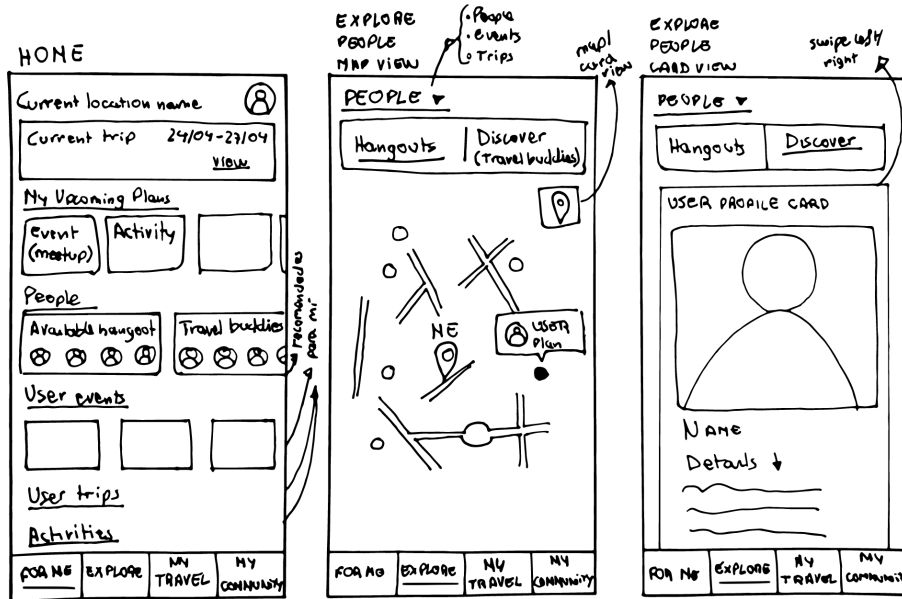 HOME
Current location name
Current trip 24/04-27/04
View
My Upcoming Plans
event
(meetup)
Activity
People
Available hangout
Travel buddies
User events
User trips
Activities
FOR ME
EXPLORE
MY
TRAVEL
MY
COMMUNITY
recomendades
para mí
EXPLORE
PEOPLE
MAP VIEW
• People
• events
• Trips
map/
card
view
PEOPLE ▼
Hangouts
Discover
(Travel buddies)
ME
USER
Plan
FOR ME
EXPLORE
MY
TRAVEL
MY
COMMUNITY
EXPLORE
PEOPLE
CARD VIEW
swipe left/
right
PEOPLE ▼
Hangouts
Discover
USER PROFILE CARD
NAME
Details ↓
FOR ME
EXPLORE
MY
TRAVEL
MY
COMMUNITY